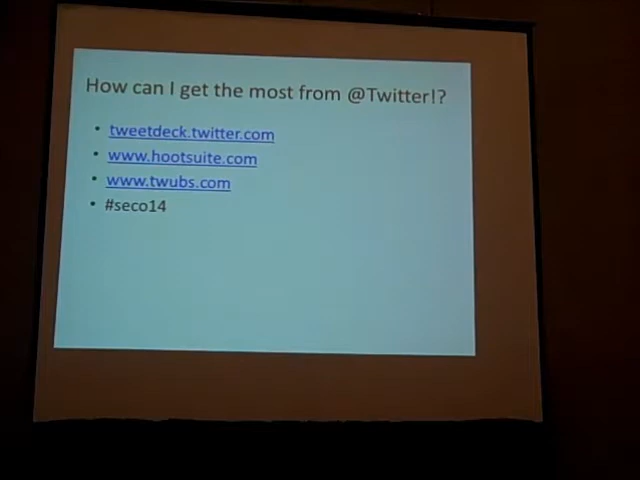 How can I get the most from @Twitter!?
• tweetdeck.twitter.com
• www.hootsuite.com
• www.twubs.com
• #seco14